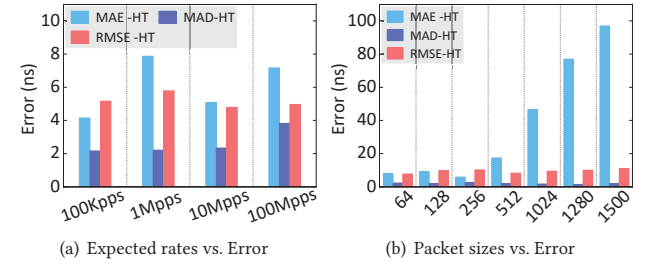 10
8
6
4
2
0
Error (ns)
MAE -HT
MAD-HT
RMSE -HT
100Kpps
1Mpps
10Mpps
100Mpps
(a) Expected rates vs. Error
100
80
60
40
20
0
Error (ns)
MAE -HT
MAD-HT
RMSE-HT
64
128
256
512
1024
1280
1500
(b) Packet sizes vs. Error